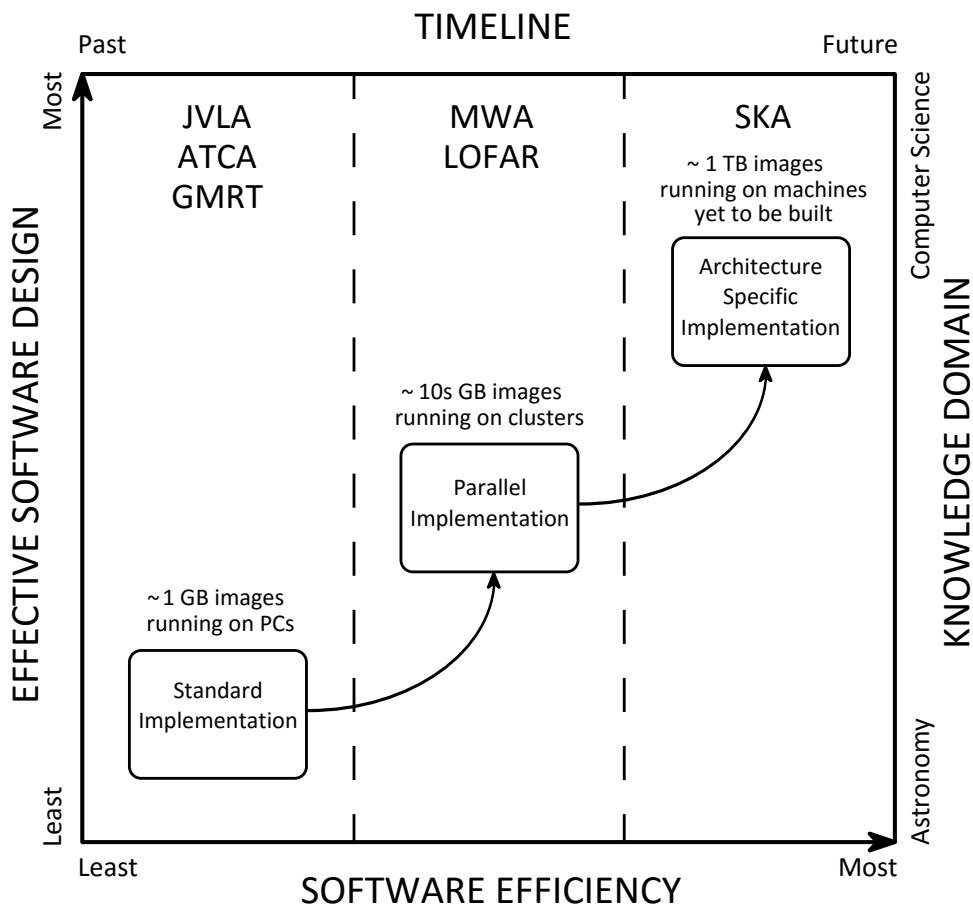 TIMELINE
Past
Future
Most
Computer Science
JVLA
ATCA
GMRT
MWA
LOFAR
SKA
~ 1 TB images
running on machines
yet to be built
Architecture
Specific
Implementation
EFFECTIVE SOFTWARE DESIGN
KNOWLEDGE DOMAIN
~ 10s GB images
running on clusters
Parallel
Implementation
~ 1 GB images
running on PCs
Standard
Implementation
Least
Astronomy
Least
Most
SOFTWARE EFFICIENCY